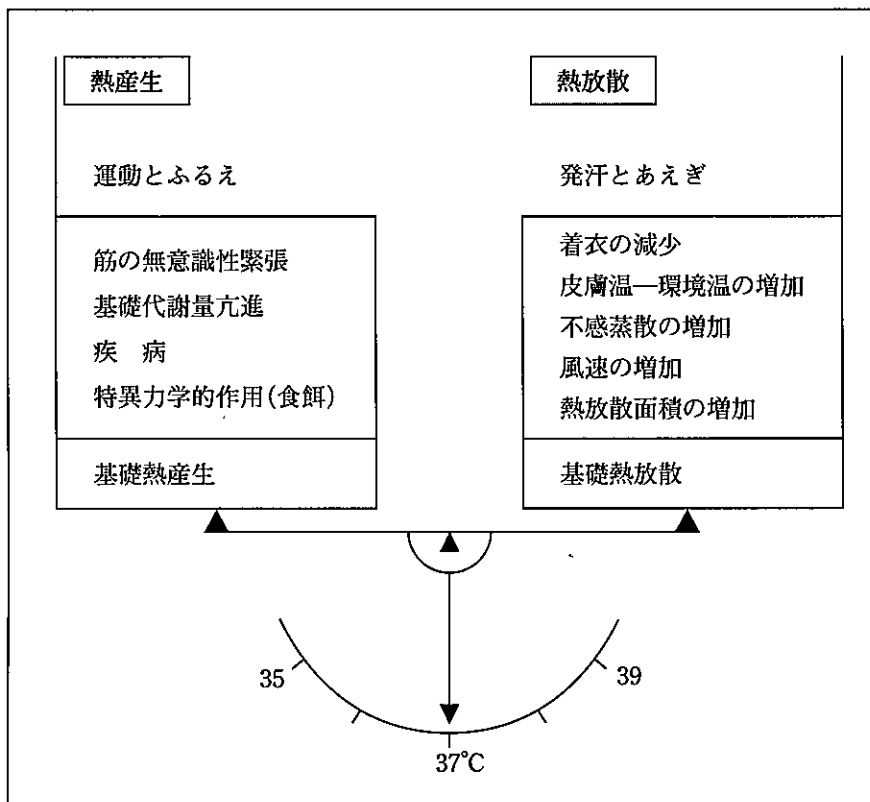 熱産生
運動とふるえ
筋の無意識性緊張
基礎代謝量亢進
疾 病
特異力学的作用(食餌)
基礎熱産生
熱放散
発汗とあえぎ
着衣の減少
皮膚温—環境温の増加
不感蒸散の増加
風速の増加
熱放散面積の増加
基礎熱放散
35
39
37℃